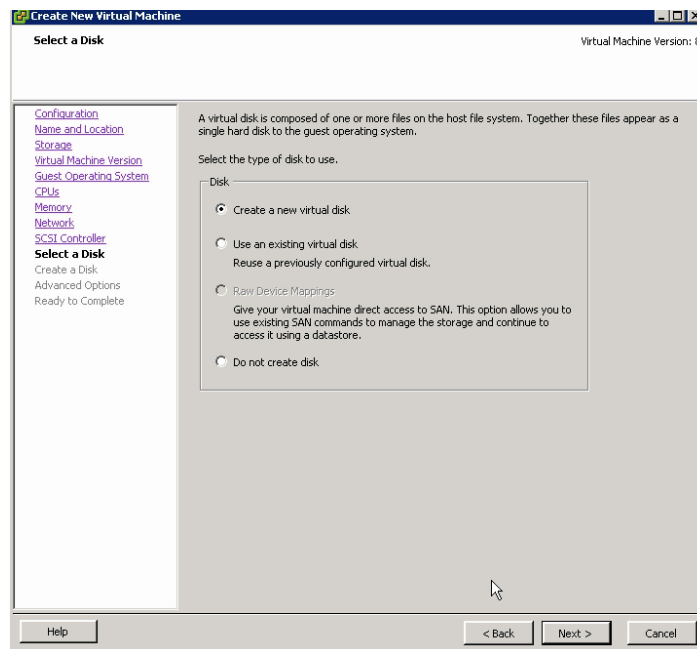 Create New Virtual Machine
Select a Disk
Virtual Machine Version: 8
Configuration
Name and Location
Storage
Virtual Machine Version
Guest Operating System
CPUs
Memory
Network
SCSI Controller
Select a Disk
Create a Disk
Advanced Options
Ready to Complete
A virtual disk is composed of one or more files on the host file system. Together these files appear as a
single hard disk to the guest operating system.
Select the type of disk to use.
Disk
Create a new virtual disk
Use an existing virtual disk
Reuse a previously configured virtual disk.
Raw Device Mappings
Give your virtual machine direct access to SAN. This option allows you to
use existing SAN commands to manage the storage and continue to
access it using a datastore.
Do not create disk
Help
< Back
Next >
Cancel